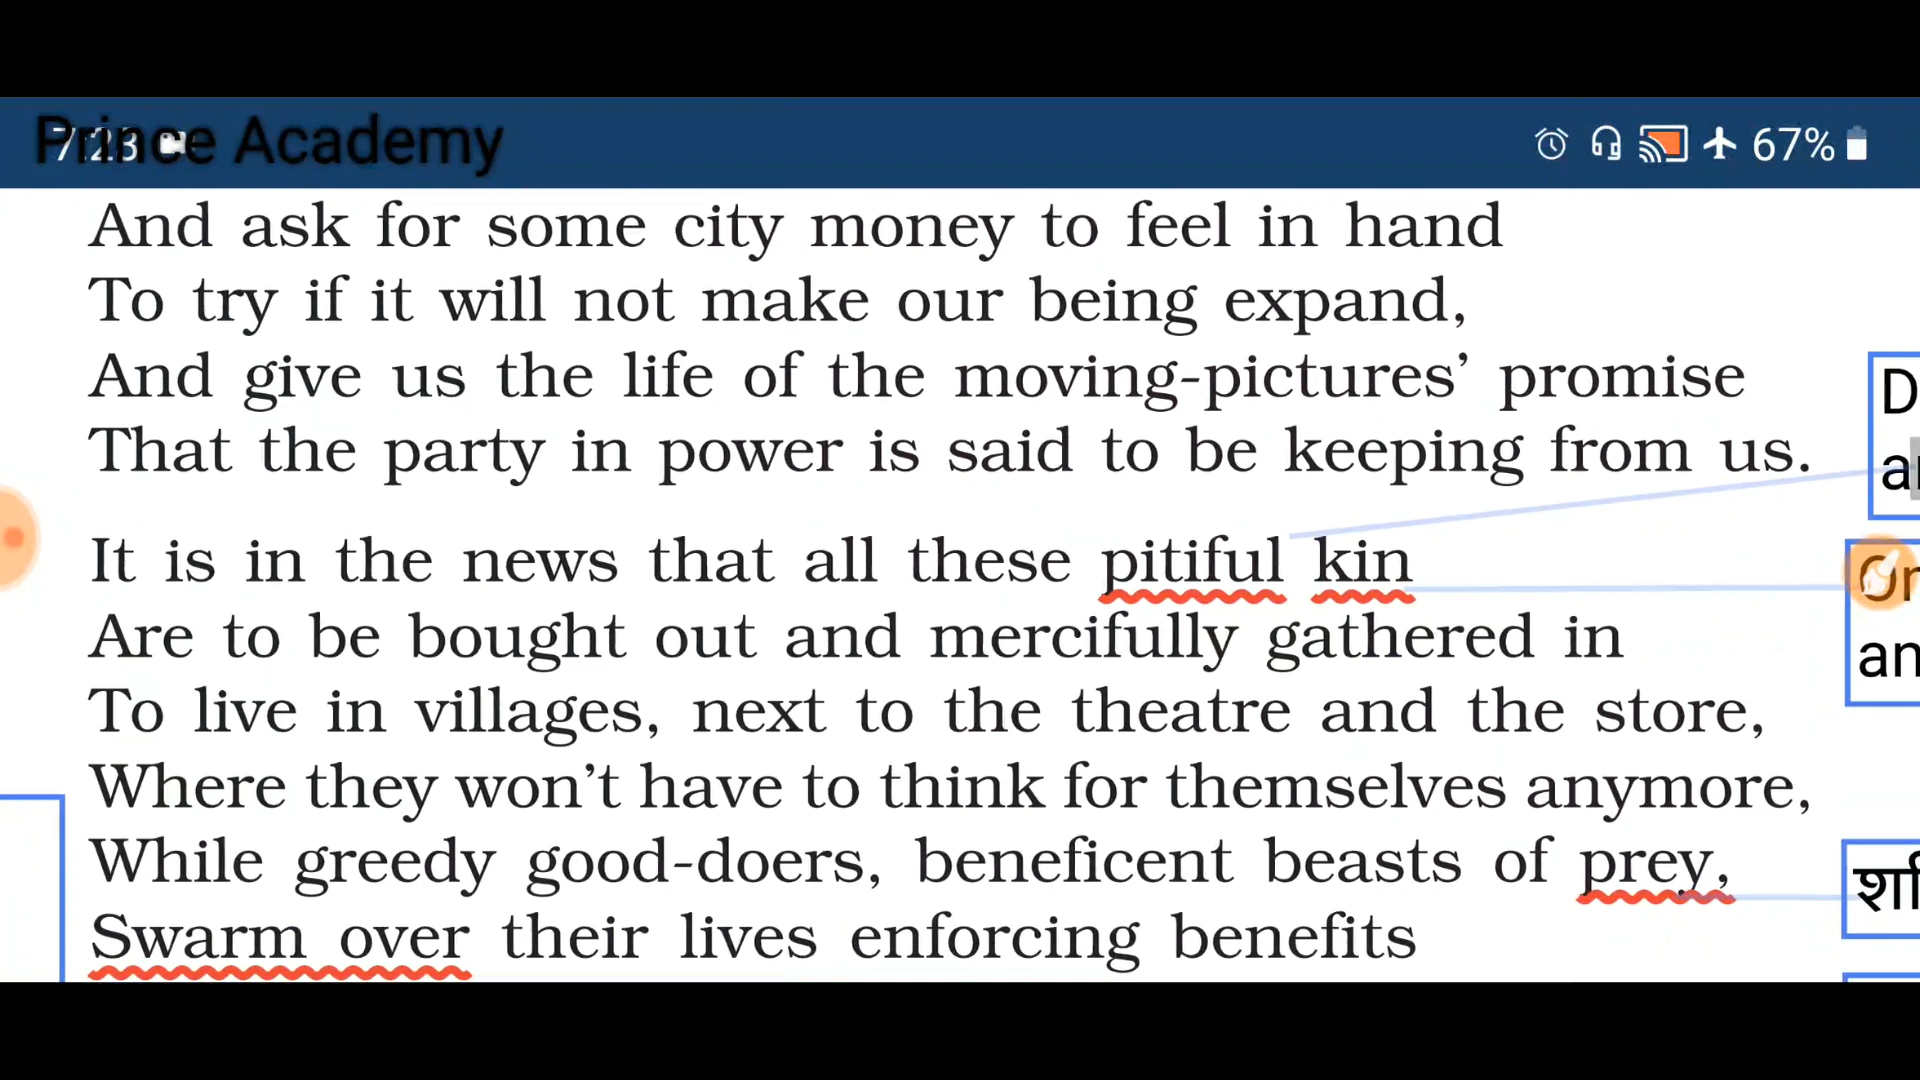 Prince Academy
7:23
67%
And ask for some city money to feel in hand
To try if it will not make our being expand,
And give us the life of the moving-pictures’ promise
That the party in power is said to be keeping from us.
It is in the news that all these pitiful kin
Are to be bought out and mercifully gathered in
To live in villages, next to the theatre and the store,
Where they won’t have to think for themselves anymore,
While greedy good-doers, beneficent beasts of prey,
Swarm over their lives enforcing benefits